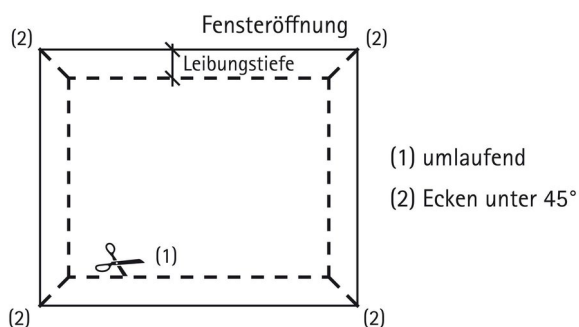 Fensteröffnung
(2)
(2)
Leibungstiefe
(1) umlaufend
(2) Ecken unter 45°
(1)
(2)
(2)